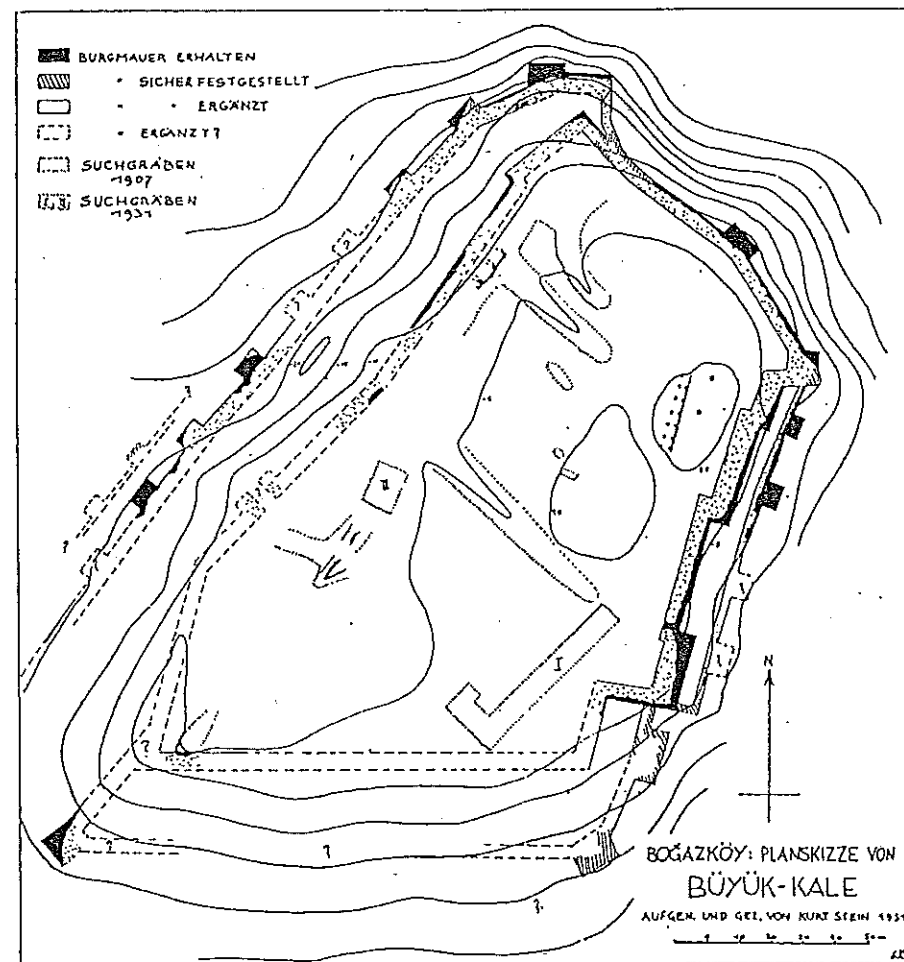 BURGMAUER ERHALTEN
" SICHER FESTGESTELLT
" " ERGÄNZT
" ERGÄNZT?
SUCHGRÄBEN
1907
SUCHGRÄBEN
1931
?
?
?
?
I
N
?
?
?
?
BOĞAZKÖY: PLANSKIZZE VON
BÜYÜK-KALE
AUFGEN. UND GEZ. VON KURT STEIN 1931
50m